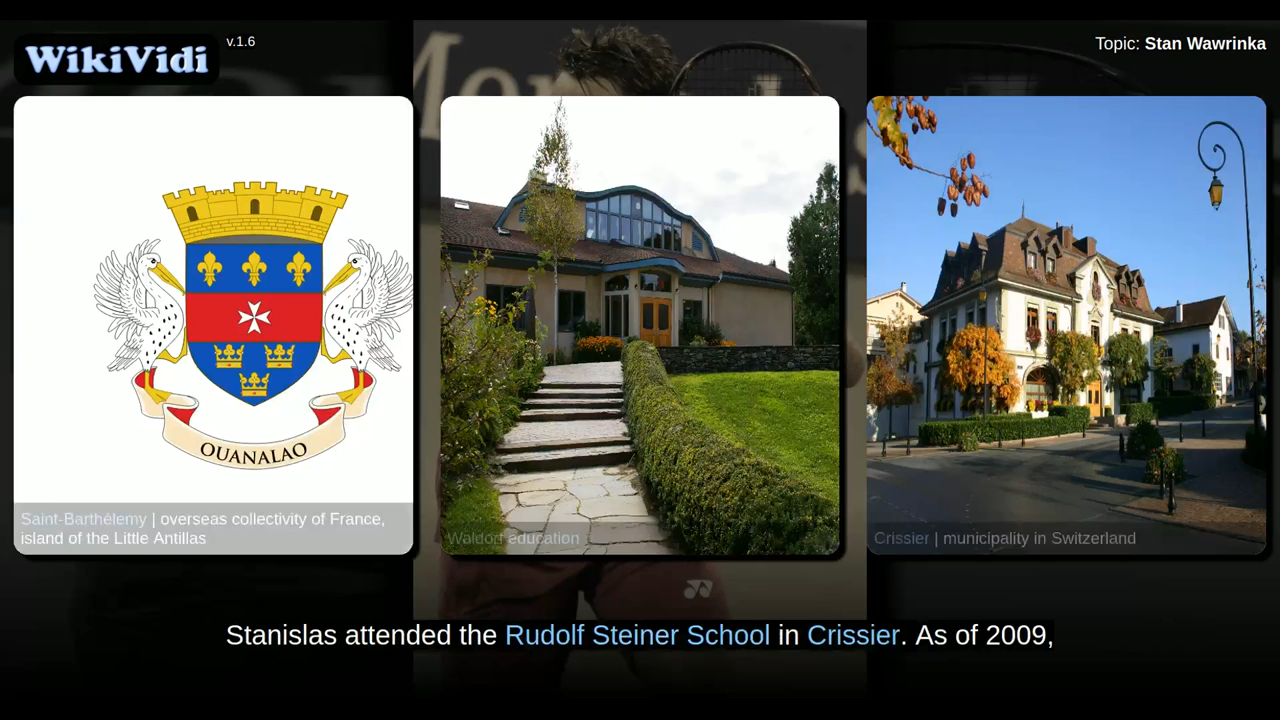 WikiVidi
v.1.6
Topic: Stan Wawrinka
OUANALAO
Saint-Barthélemy | overseas collectivity of France,
island of the Little Antillas
Waldorf education
Crissier | municipality in Switzerland
Stanislas attended the Rudolf Steiner School in Crissier. As of 2009,